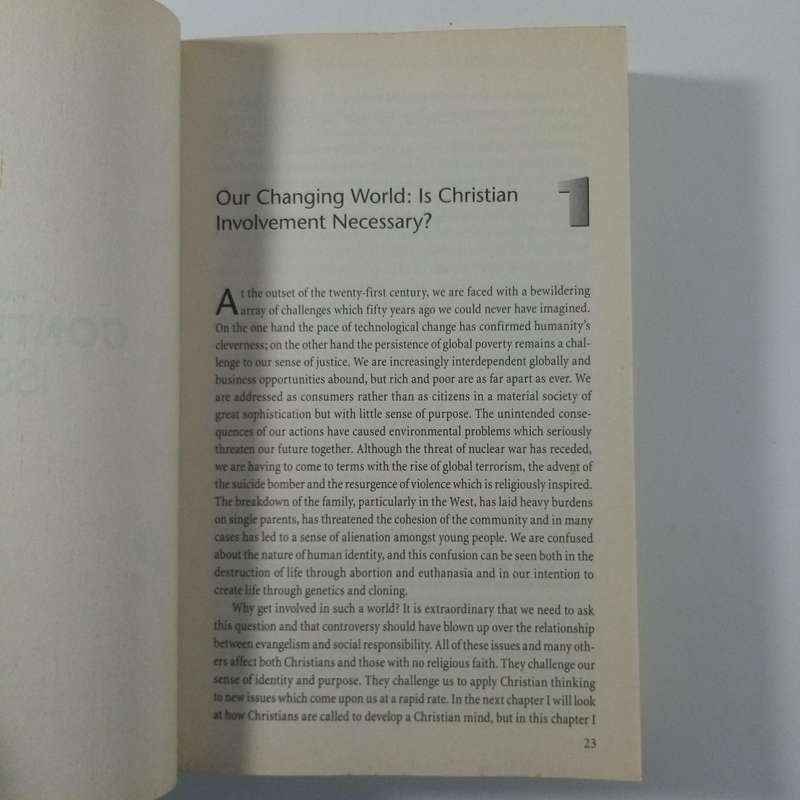 Our Changing World: Is Christian
Involvement Necessary?
1
At the outset of the twenty-first century, we are faced with a bewildering
array of challenges which fifty years ago we could never have imagined.
On the one hand the pace of technological change has confirmed humanity's
cleverness; on the other hand the persistence of global poverty remains a chal-
lenge to our sense of justice. We are increasingly interdependent globally and
business opportunities abound, but rich and poor are as far apart as ever. We
are addressed as consumers rather than as citizens in a material society of
great sophistication but with little sense of purpose. The unintended conse-
quences of our actions have caused environmental problems which seriously
threaten our future together. Although the threat of nuclear war has receded,
we are having to come to terms with the rise of global terrorism, the advent of
the suicide bomber and the resurgence of violence which is religiously inspired.
The breakdown of the family, particularly in the West, has laid heavy burdens
on single parents, has threatened the cohesion of the community and in many
cases has led to a sense of alienation amongst young people. We are confused
about the nature of human identity, and this confusion can be seen both in the
destruction of life through abortion and euthanasia and in our intention to
create life through genetics and cloning.
Why get involved in such a world? It is extraordinary that we need to ask
this question and that controversy should have blown up over the relationship
between evangelism and social responsibility. All of these issues and many oth-
ers affect both Christians and those with no religious faith. They challenge our
sense of identity and purpose. They challenge us to apply Christian thinking
to new issues which come upon us at a rapid rate. In the next chapter I will look
at how Christians are called to develop a Christian mind, but in this chapter I
23